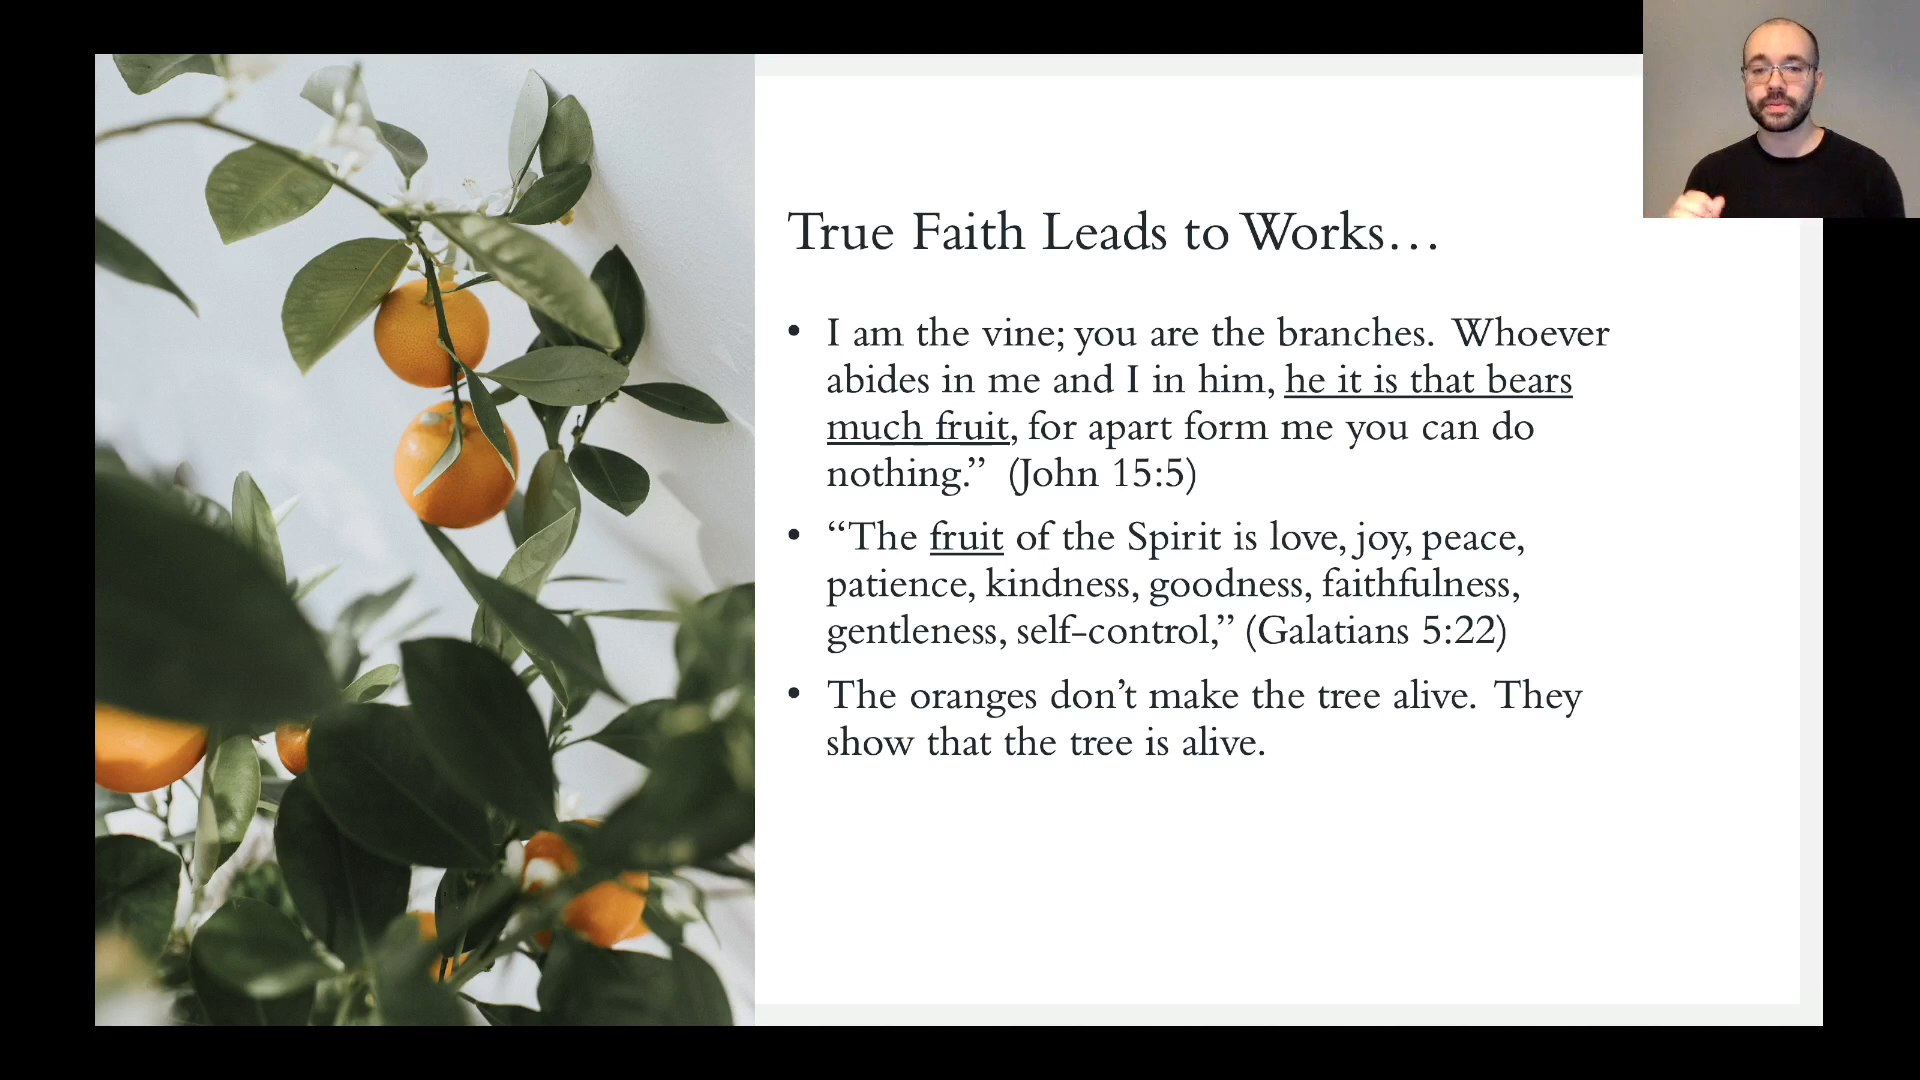 True Faith Leads to Works…
• I am the vine; you are the branches. Whoever
abides in me and I in him, he it is that bears
much fruit, for apart form me you can do
nothing.” (John 15:5)
• “The fruit of the Spirit is love, joy, peace,
patience, kindness, goodness, faithfulness,
gentleness, self-control,” (Galatians 5:22)
• The oranges don’t make the tree alive. They
show that the tree is alive.